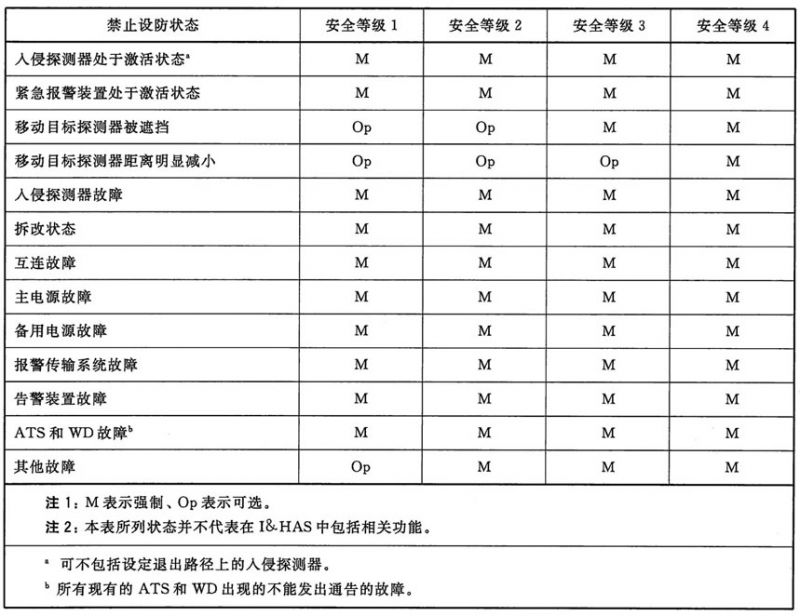 禁止设防状态 安全等级 1 安全等级 2 安全等级 3 安全等级 4
入侵探测器处于激活状态ᵃ M M M M
紧急报警装置处于激活状态 M M M M
移动目标探测器被遮挡 Op Op M M
移动目标探测器距离明显减小 Op Op Op M
入侵探测器故障 M M M M
拆改状态 M M M M
互连故障 M M M M
主电源故障 M M M M
备用电源故障 M M M M
报警传输系统故障 M M M M
告警装置故障 M M M M
ATS 和 WD 故障ᵇ M M M M
其他故障 Op M M M
注 1：M 表示强制、Op 表示可选。
注 2：本表所列状态并不代表在 I&HAS 中包括相关功能。
ᵃ 可不包括设定退出路径上的入侵探测器。
ᵇ 所有现有的 ATS 和 WD 出现的不能发出通告的故障。